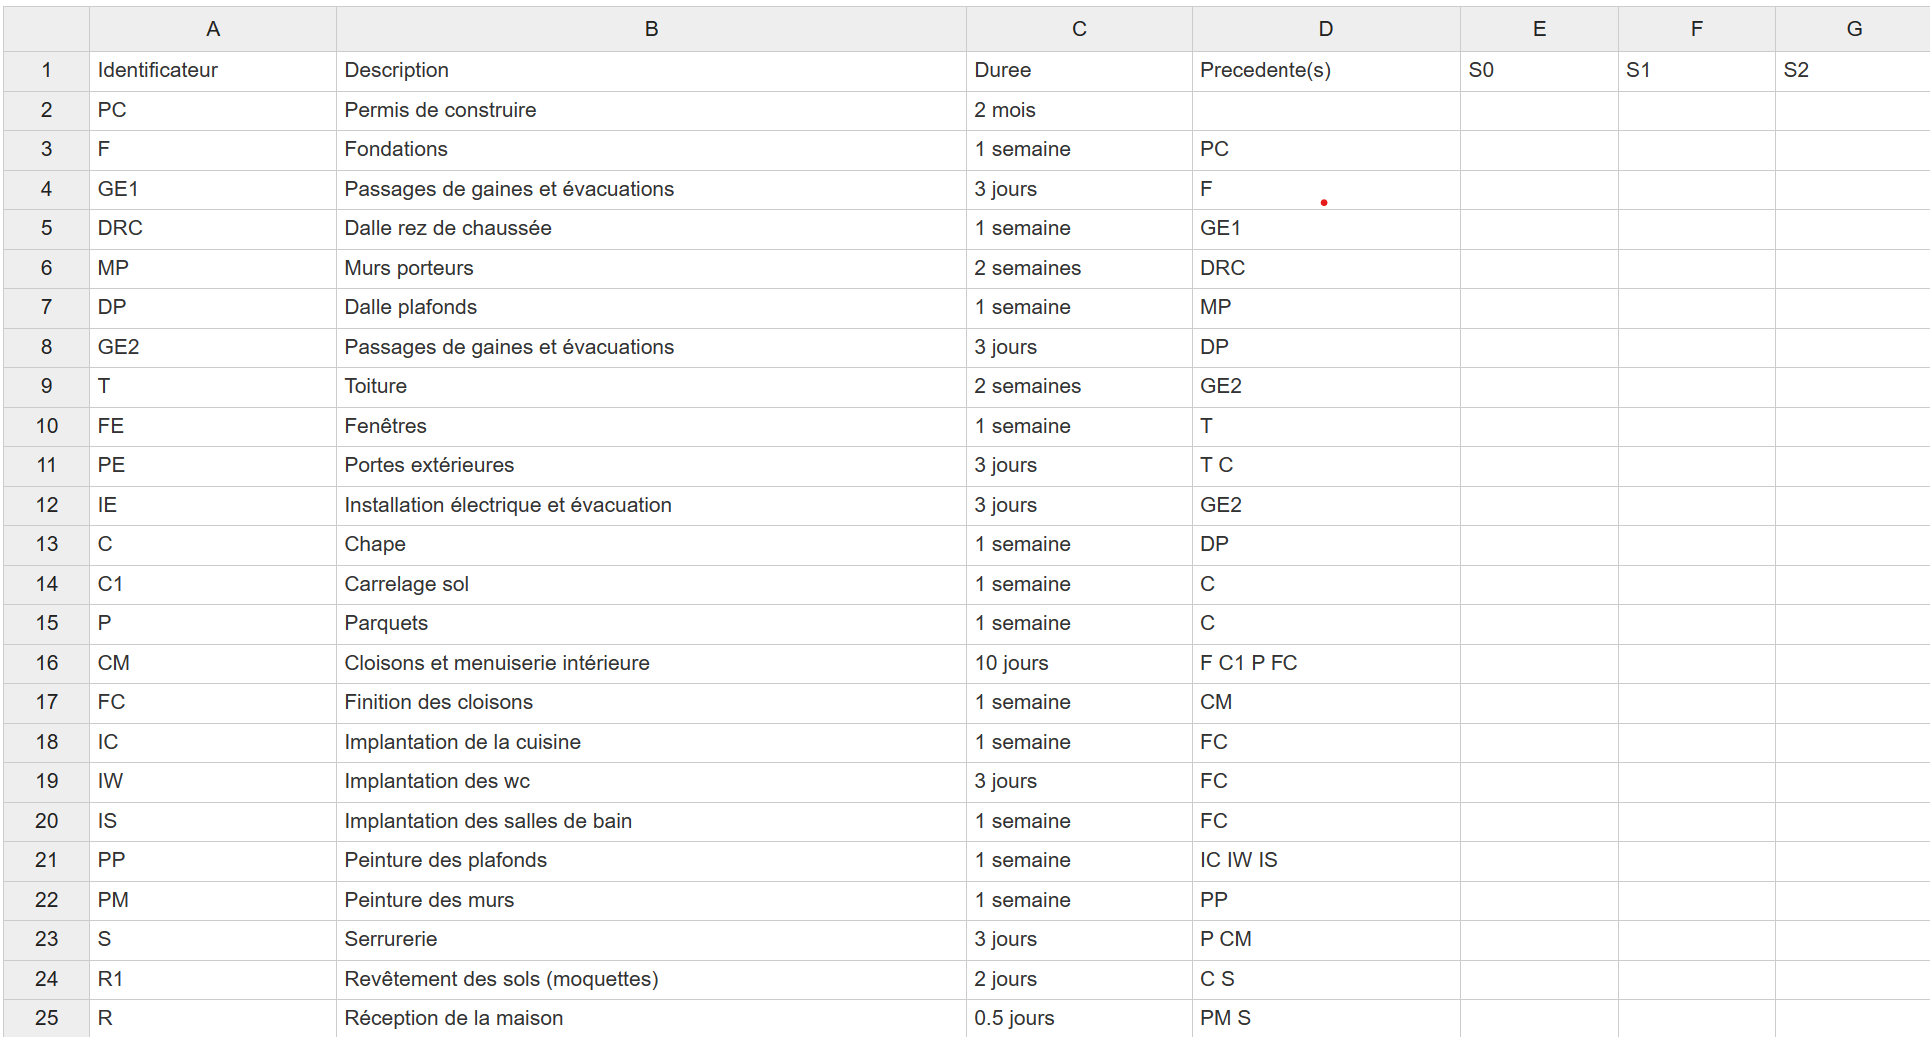 A B C D E F G
1 Identificateur Description Duree Precedente(s) S0 S1 S2
2 PC Permis de construire 2 mois
3 F Fondations 1 semaine PC
4 GE1 Passages de gaines et évacuations 3 jours F
5 DRC Dalle rez de chaussée 1 semaine GE1
6 MP Murs porteurs 2 semaines DRC
7 DP Dalle plafonds 1 semaine MP
8 GE2 Passages de gaines et évacuations 3 jours DP
9 T Toiture 2 semaines GE2
10 FE Fenêtres 1 semaine T
11 PE Portes extérieures 3 jours T C
12 IE Installation électrique et évacuation 3 jours GE2
13 C Chape 1 semaine DP
14 C1 Carrelage sol 1 semaine C
15 P Parquets 1 semaine C
16 CM Cloisons et menuiserie intérieure 10 jours F C1 P FC
17 FC Finition des cloisons 1 semaine CM
18 IC Implantation de la cuisine 1 semaine FC
19 IW Implantation des wc 3 jours FC
20 IS Implantation des salles de bain 1 semaine FC
21 PP Peinture des plafonds 1 semaine IC IW IS
22 PM Peinture des murs 1 semaine PP
23 S Serrurerie 3 jours P CM
24 R1 Revêtement des sols (moquettes) 2 jours C S
25 R Réception de la maison 0.5 jours PM S